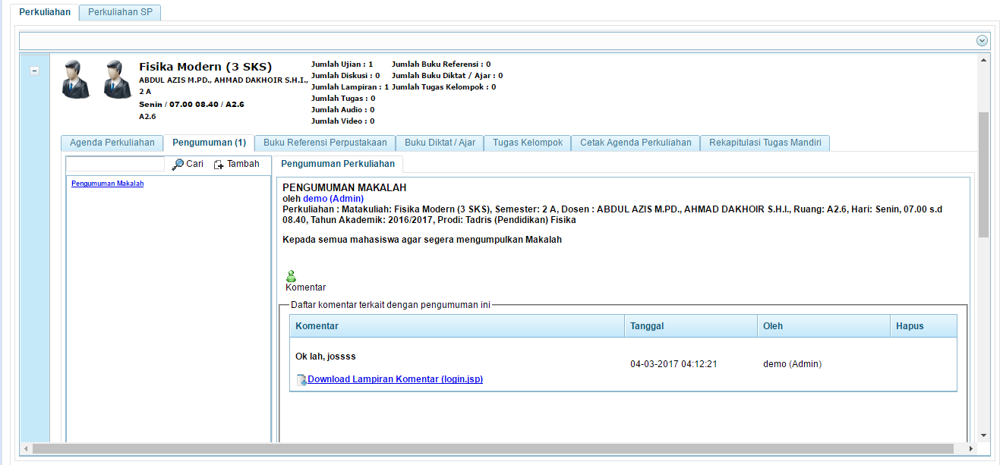 Perkuliahan Perkuliahan SP
Fisika Modern (3 SKS)
ABDUL AZIS M.PD., AHMAD DAKHOIR S.H.I.,
2 A
Senin / 07.00 08.40 / A2.6
A2.6
Jumlah Ujian : 1 Jumlah Buku Referensi : 0
Jumlah Diskusi : 0 Jumlah Buku Diktat / Ajar : 0
Jumlah Lampiran : 1 Jumlah Tugas Kelompok : 0
Jumlah Tugas : 0
Jumlah Audio : 0
Jumlah Video : 0
Agenda Perkuliahan Pengumuman (1) Buku Referensi Perpustakaan Buku Diktat / Ajar Tugas Kelompok Cetak Agenda Perkuliahan Rekapitulasi Tugas Mandiri
Cari Tambah
Pengumuman Makalah
Pengumuman Perkuliahan
PENGUMUMAN MAKALAH
oleh demo (Admin)
Perkuliahan : Matakuliah: Fisika Modern (3 SKS), Semester: 2 A, Dosen : ABDUL AZIS M.PD., AHMAD DAKHOIR S.H.I., Ruang: A2.6, Hari: Senin, 07.00 s.d
08.40, Tahun Akademik: 2016/2017, Prodi: Tadris (Pendidikan) Fisika
Kepada semua mahasiswa agar segera mengumpulkan Makalah
Komentar
Daftar komentar terkait dengan pengumuman ini
Komentar Tanggal Oleh Hapus
Ok lah, jossss
04-03-2017 04:12:21 demo (Admin)
Download Lampiran Komentar (login.jsp)